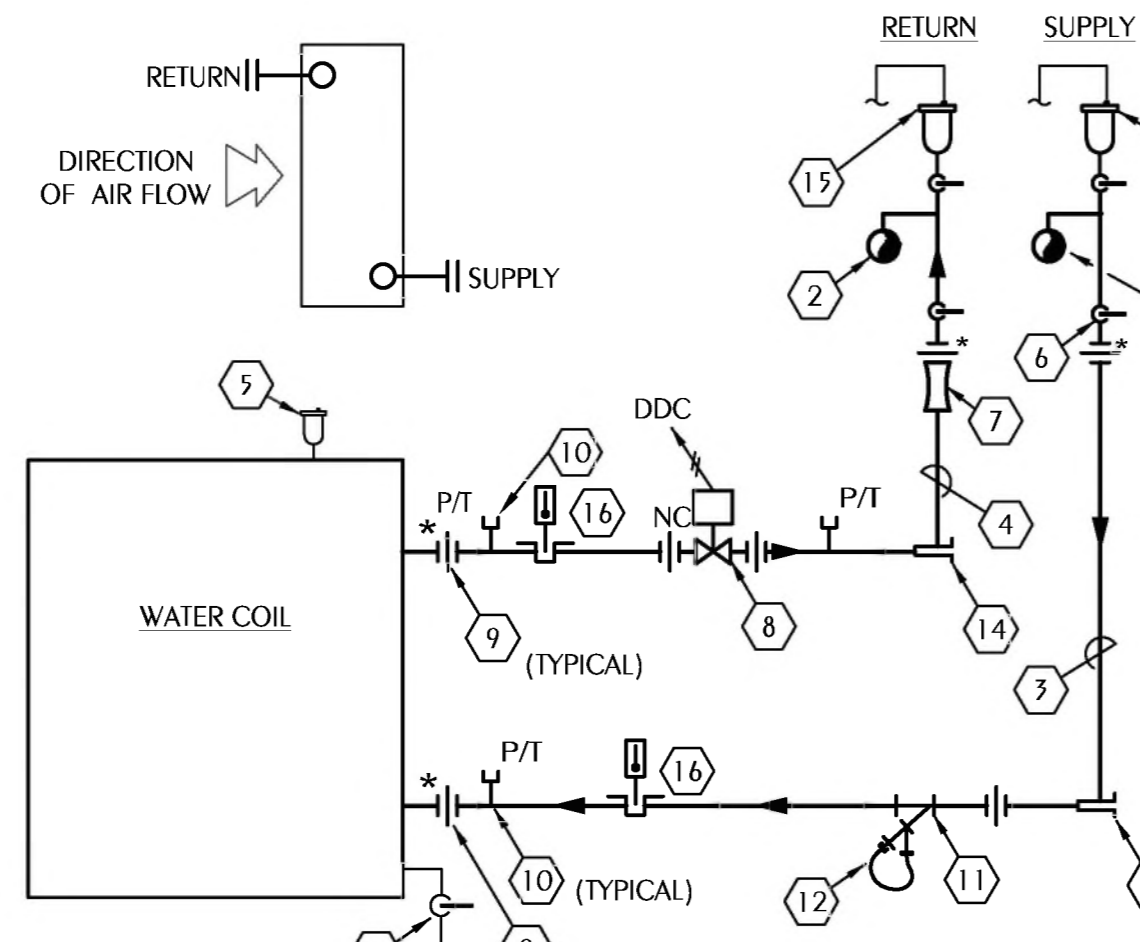 RETURN SUPPLY
RETURN
DIRECTION
OF AIR FLOW
15
2
SUPPLY
*
*
6
5
7
DDC
10
P/T
*
16
NC
P/T
4
WATER COIL
9
8
14
(TYPICAL)
3
P/T
*
16
10
(TYPICAL)
12
11